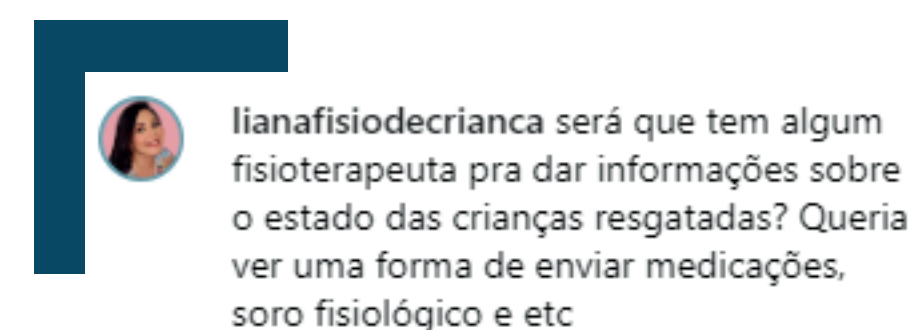 lianafisiodecrianca será que tem algum
fisioterapeuta pra dar informações sobre
o estado das crianças resgatadas? Queria
ver uma forma de enviar medicações,
soro fisiológico e etc